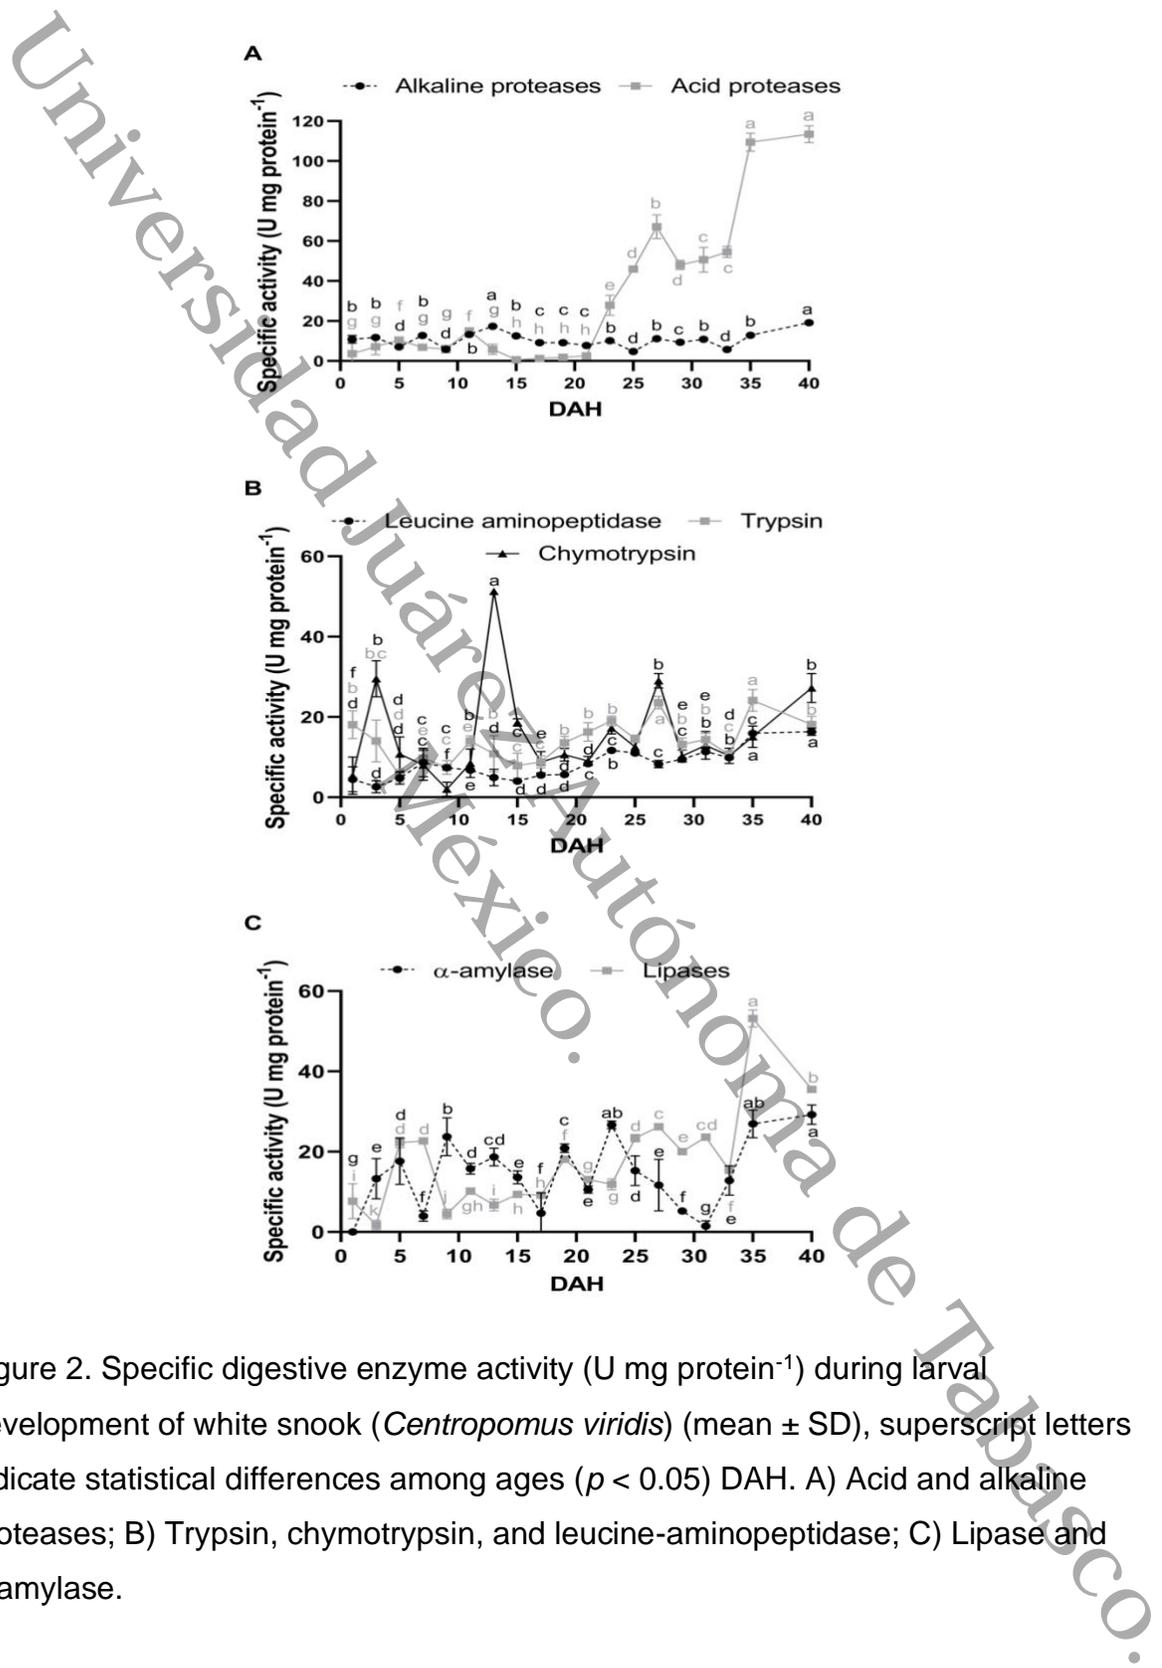 A
Alkaline proteases Acid proteases
Specific activity (U mg protein-1)
120
100
80
60
40
20
0
0 5 10 15 20 25 30 35 40
DAH
B
Leucine aminopeptidase Trypsin
Chymotrypsin
Specific activity (U mg protein-1)
60
40
20
0
0 5 10 15 20 25 30 35 40
DAH
C
α-amylase Lipases
Specific activity (U mg protein-1)
60
40
20
0
0 5 10 15 20 25 30 35 40
DAH
gure 2. Specific digestive enzyme activity (U mg protein-1) during larval
velopment of white snook (Centropomus viridis) (mean ± SD), superscript letters
dicate statistical differences among ages (p < 0.05) DAH. A) Acid and alkaline
oteases; B) Trypsin, chymotrypsin, and leucine-aminopeptidase; C) Lipase and
amylase.
Universidad Juárez Autónoma de Tabasco.
México.